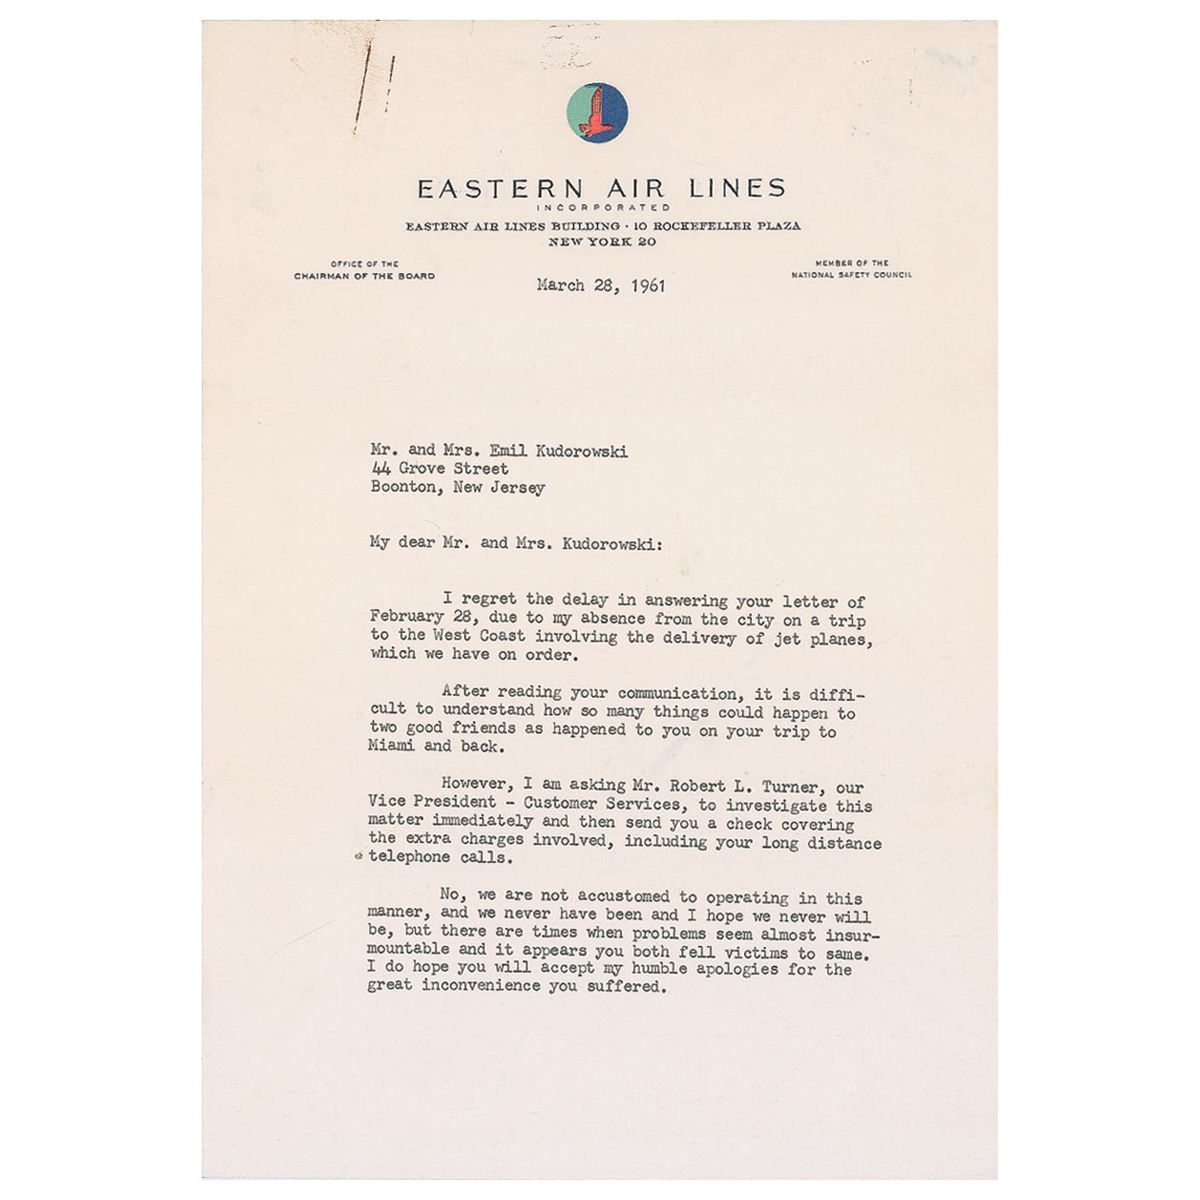 EASTERN AIR LINES
INCORPORATED
EASTERN AIR LINES BUILDING · 10 ROCKEFELLER PLAZA
NEW YORK 20
OFFICE OF THE
CHAIRMAN OF THE BOARD
MEMBER OF THE
NATIONAL SAFETY COUNCIL
March 28, 1961
Mr. and Mrs. Emil Kudorowski
44 Grove Street
Boonton, New Jersey
My dear Mr. and Mrs. Kudorowski:
I regret the delay in answering your letter of
February 28, due to my absence from the city on a trip
to the West Coast involving the delivery of jet planes,
which we have on order.
After reading your communication, it is diffi-
cult to understand how so many things could happen to
two good friends as happened to you on your trip to
Miami and back.
However, I am asking Mr. Robert L. Turner, our
Vice President - Customer Services, to investigate this
matter immediately and then send you a check covering
the extra charges involved, including your long distance
telephone calls.
No, we are not accustomed to operating in this
manner, and we never have been and I hope we never will
be, but there are times when problems seem almost insur-
mountable and it appears you both fell victims to same.
I do hope you will accept my humble apologies for the
great inconvenience you suffered.